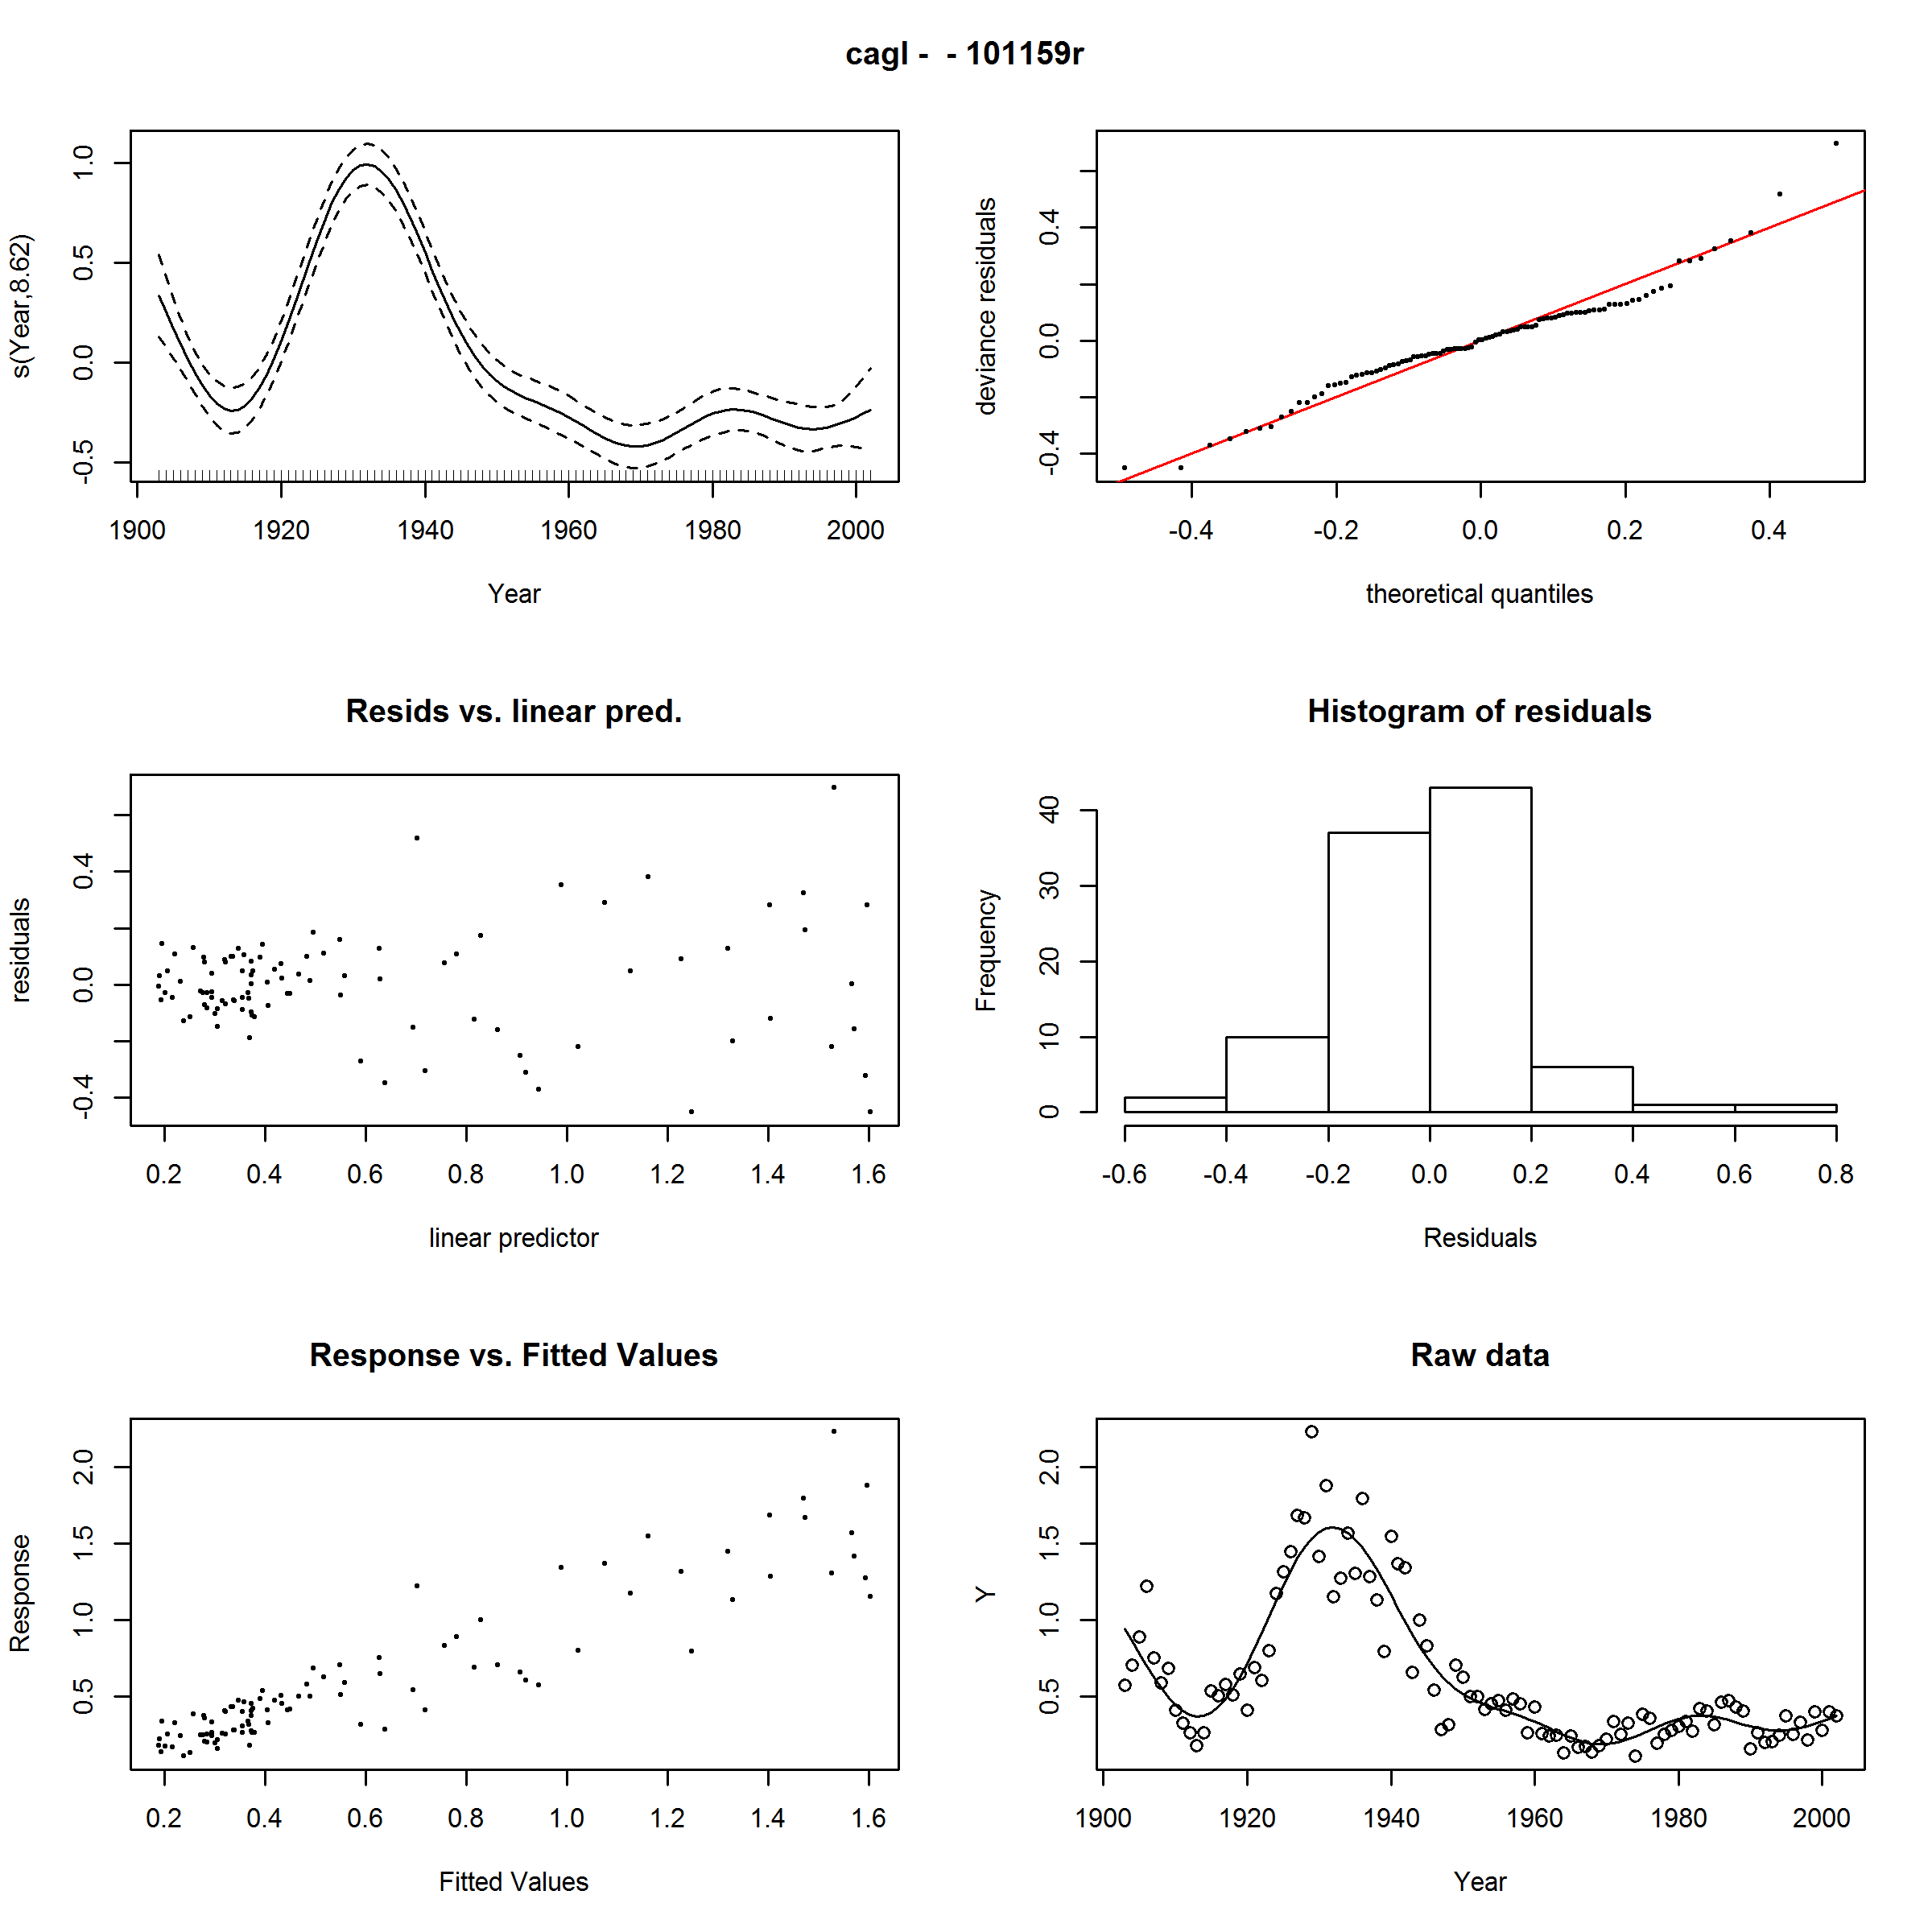 cagl -  - 101159r
s(Year,8.62)
1.0
0.5
0.0
-0.5
1900 1920 1940 1960 1980 2000
Year
deviance residuals
0.4
0.0
-0.4
-0.4 -0.2 0.0 0.2 0.4
theoretical quantiles
Resids vs. linear pred.
residuals
0.4
0.0
-0.4
0.2 0.4 0.6 0.8 1.0 1.2 1.4 1.6
linear predictor
Histogram of residuals
Frequency
40
30
20
10
0
-0.6 -0.4 -0.2 0.0 0.2 0.4 0.6 0.8
Residuals
Response vs. Fitted Values
Response
2.0
1.5
1.0
0.5
0.2 0.4 0.6 0.8 1.0 1.2 1.4 1.6
Fitted Values
Raw data
Y
2.0
1.5
1.0
0.5
1900 1920 1940 1960 1980 2000
Year